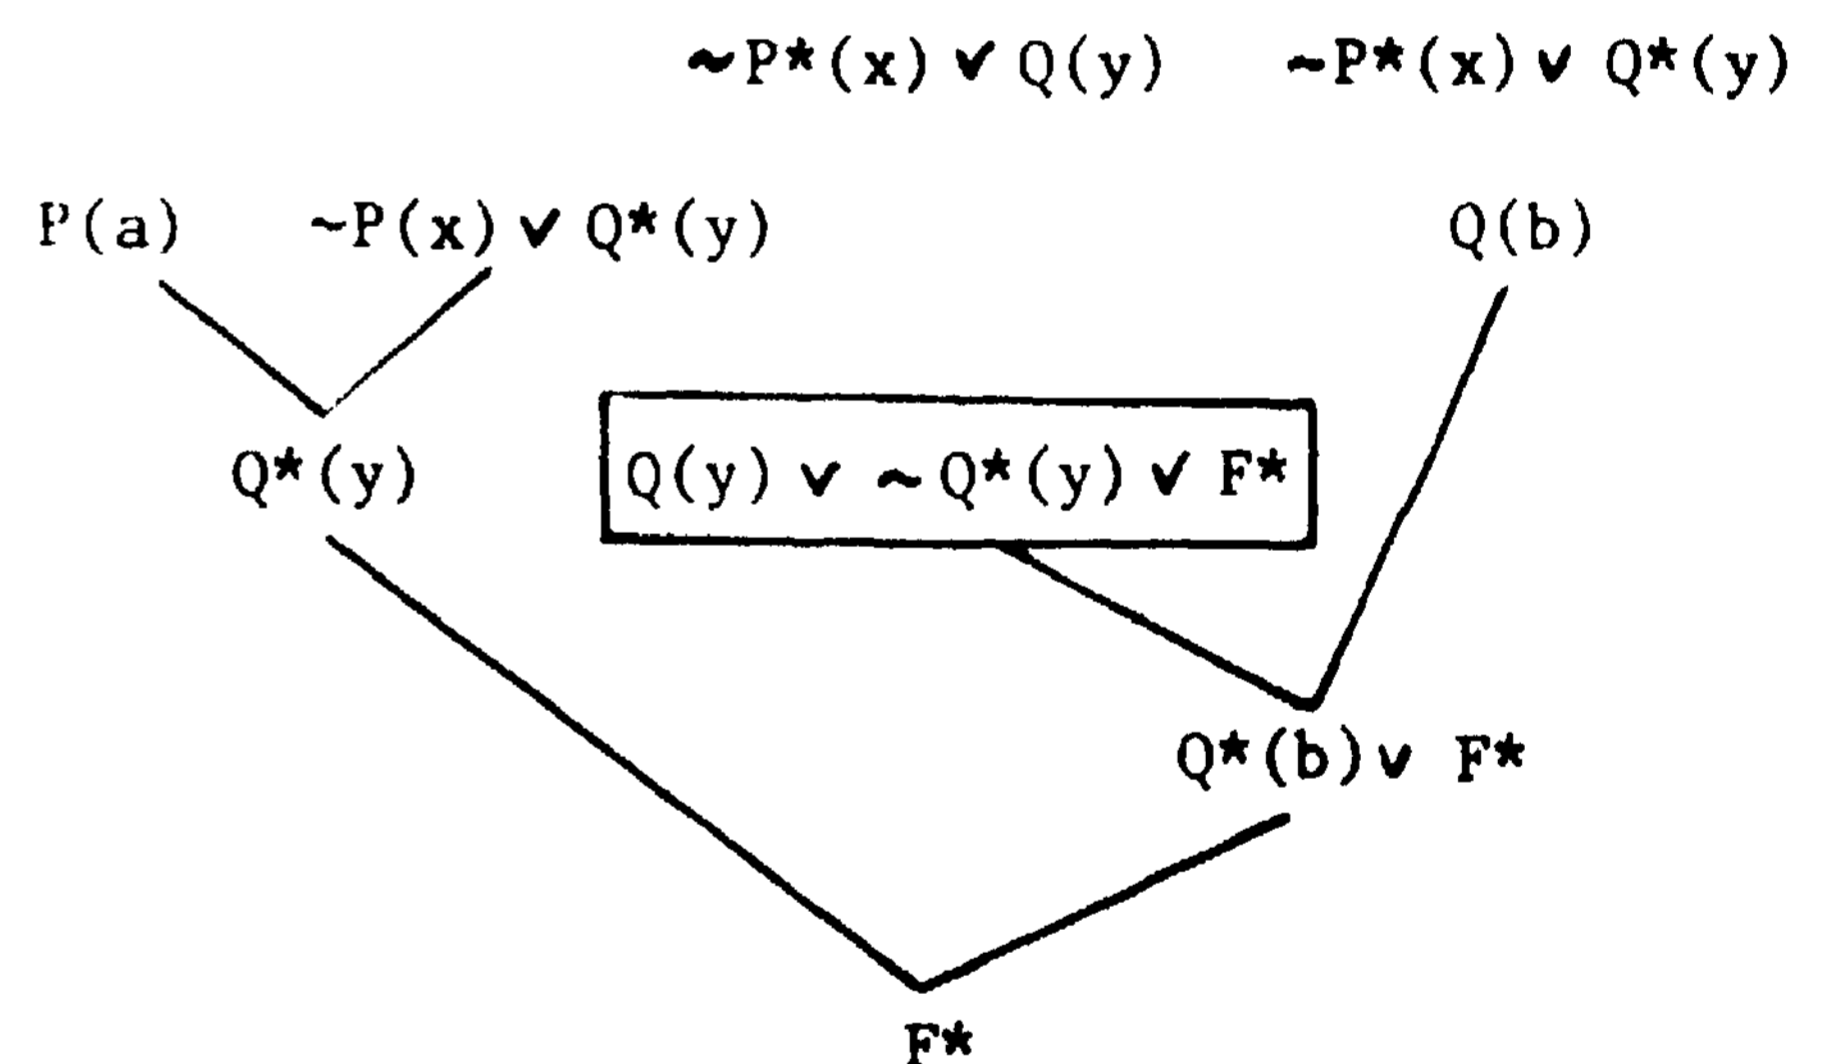 ~P*(x) ∨ Q(y) ~P*(x) ∨ Q*(y)
P(a) ~P(x) ∨ Q*(y) Q(b)
Q*(y) Q(y) ∨ ~Q*(y) ∨ F*
Q*(b) ∨ F*
F*